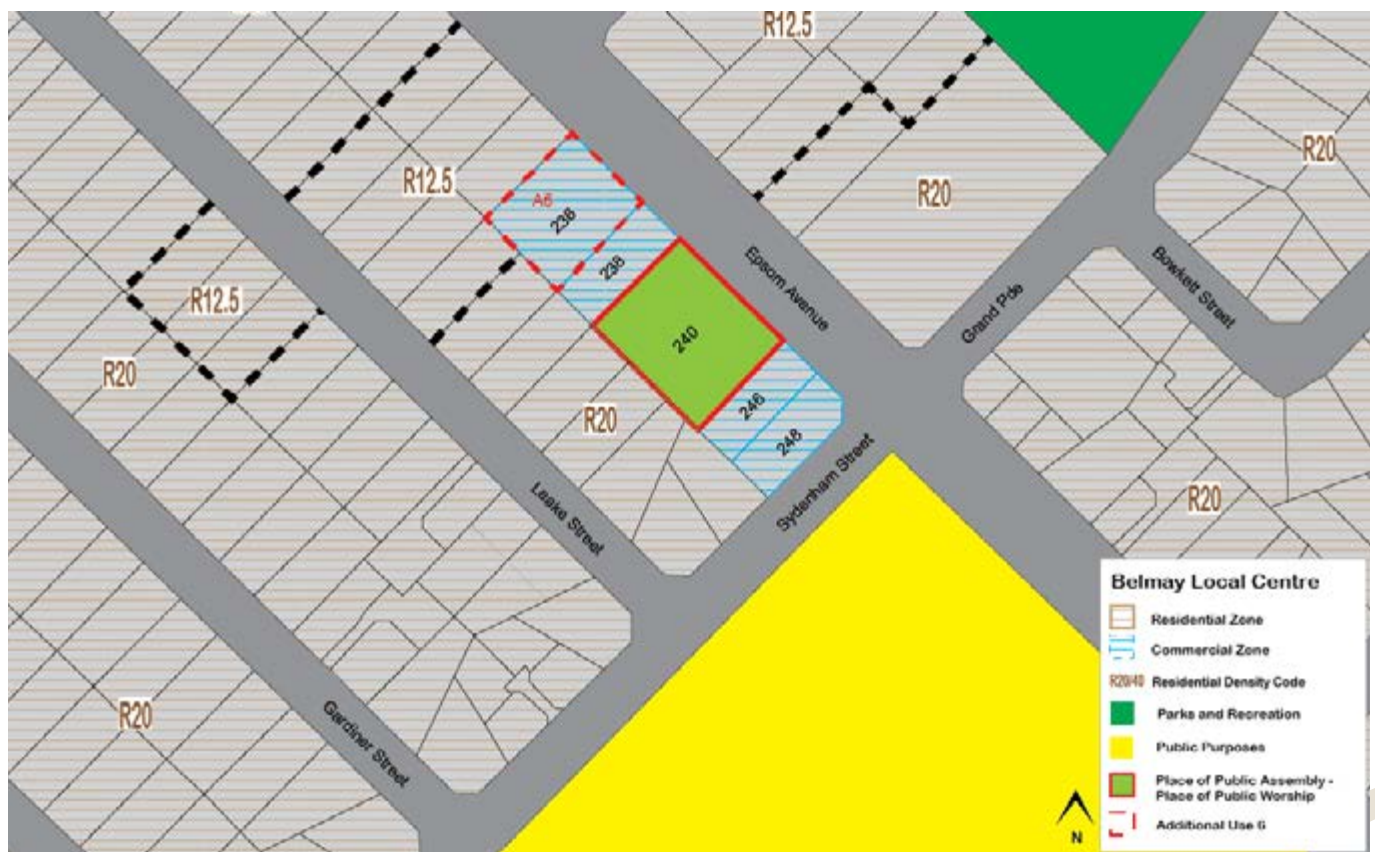 R12.5
R12.5
R20
R20
R12.5
R20
A6
236
238
240
246
248
R20
R20
R20
Epsom Avenue
Grand Pde
Bowkett Street
Sydenham Street
Leake Street
Gardiner Street
Belmay Local Centre
Residential Zone
Commercial Zone
R20/40 Residential Density Code
Parks and Recreation
Public Purposes
Place of Public Assembly -
Place of Public Worship
Additional Use 6
N